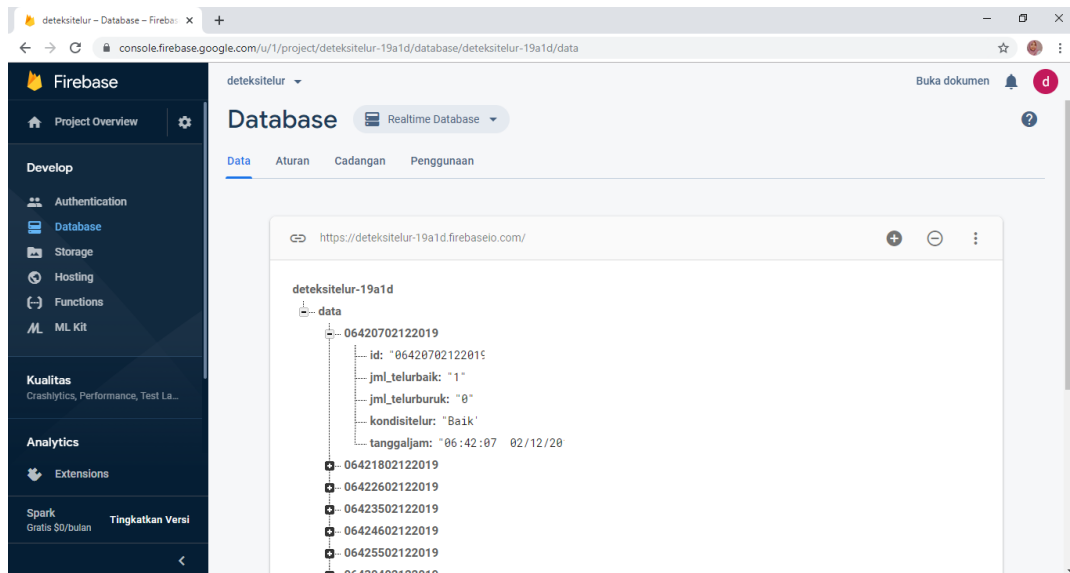 deteksitelur – Database – Fireba
console.firebase.google.com/u/1/project/deteksitelur-19a1d/database/deteksitelur-19a1d/data
Firebase
deteksitelur
Buka dokumen
d
Project Overview
Database
Realtime Database
Develop
Data
Aturan
Cadangan
Penggunaan
Authentication
Database
Storage
Hosting
Functions
ML Kit
https://deteksitelur-19a1d.firebaseio.com/
deteksitelur-19a1d
data
06420702122019
id: "06420702122019
jml_telurbaik: "1"
jml_telurburuk: "0"
kondisitelur: "Baik'
tanggaljam: "06:42:07 02/12/20
06421802122019
06422602122019
06423502122019
06424602122019
06425502122019
Kualitas
Crashlytics, Performance, Test La...
Analytics
Extensions
Spark
Gratis $0/bulan
Tingkatkan Versi